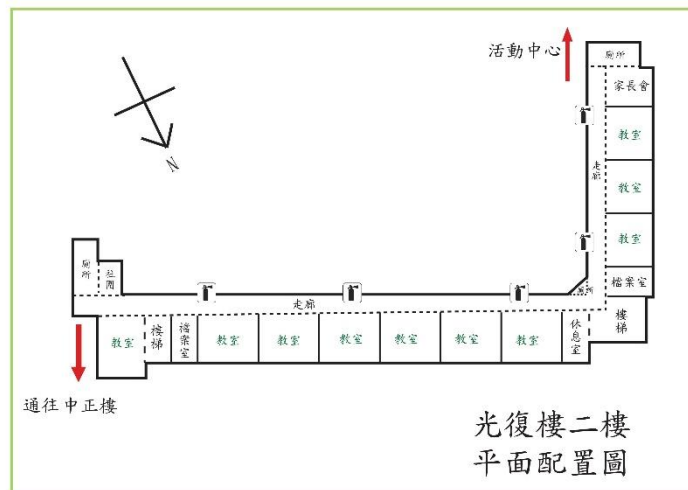 活動中心
廁所
家長會
教室
教室
教室
檔案室
樓梯
走廊
廁所
社團
走廊
廁所
教室
樓梯
檔案室
教室
教室
教室
教室
教室
教室
休息室
通往中正樓
N
光復樓二樓
平面配置圖